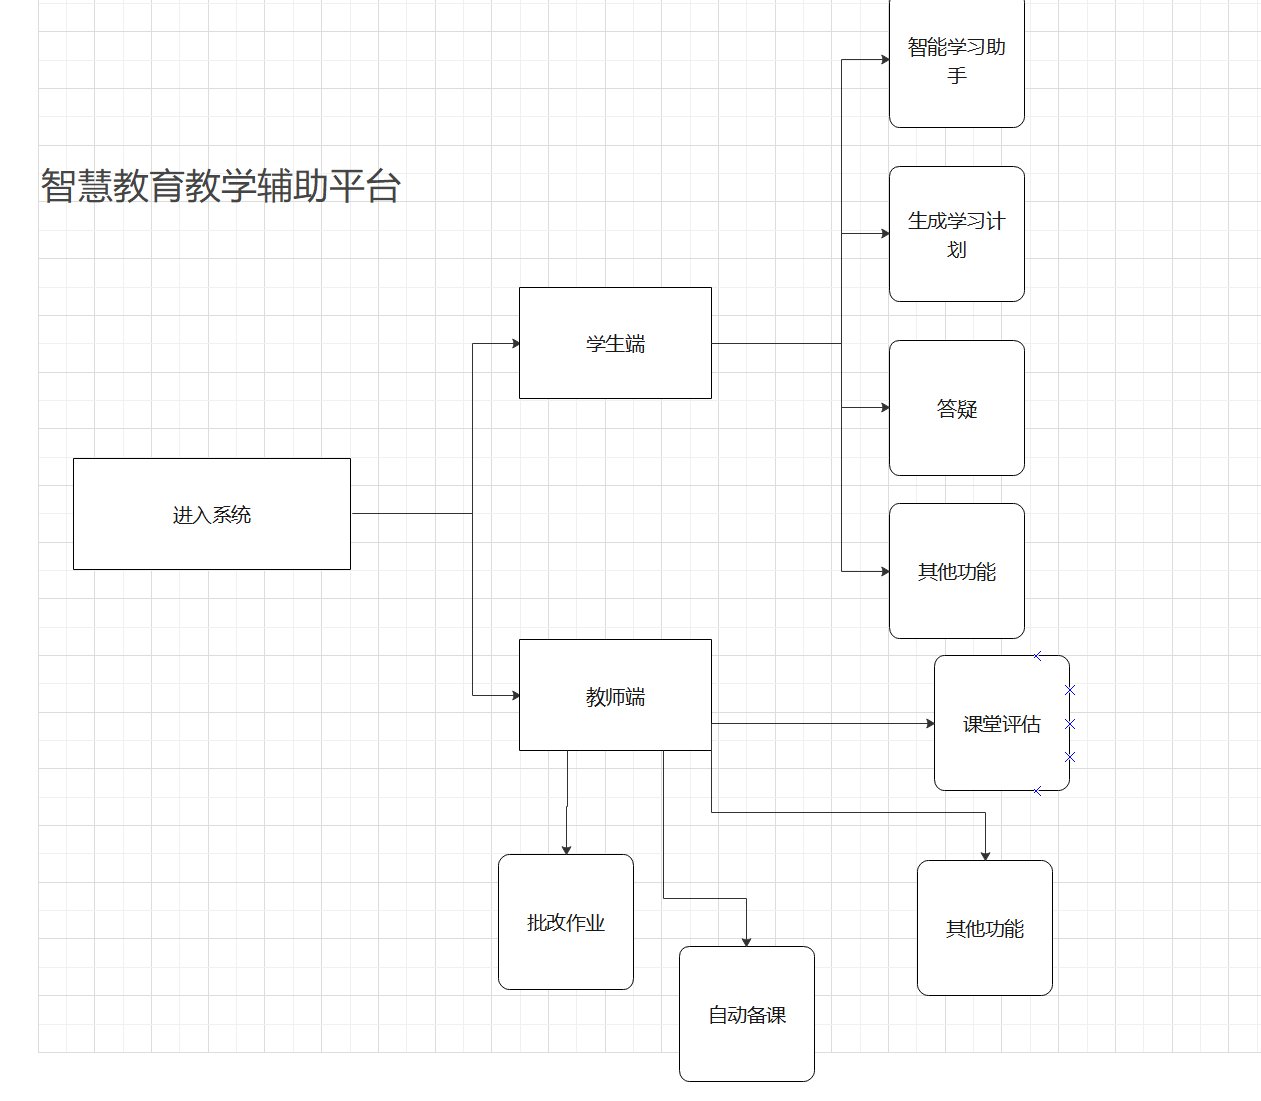 智能学习助
手
智慧教育教学辅助平台
生成学习计
划
学生端
答疑
进入系统
其他功能
教师端
课堂评估
批改作业
其他功能
自动备课